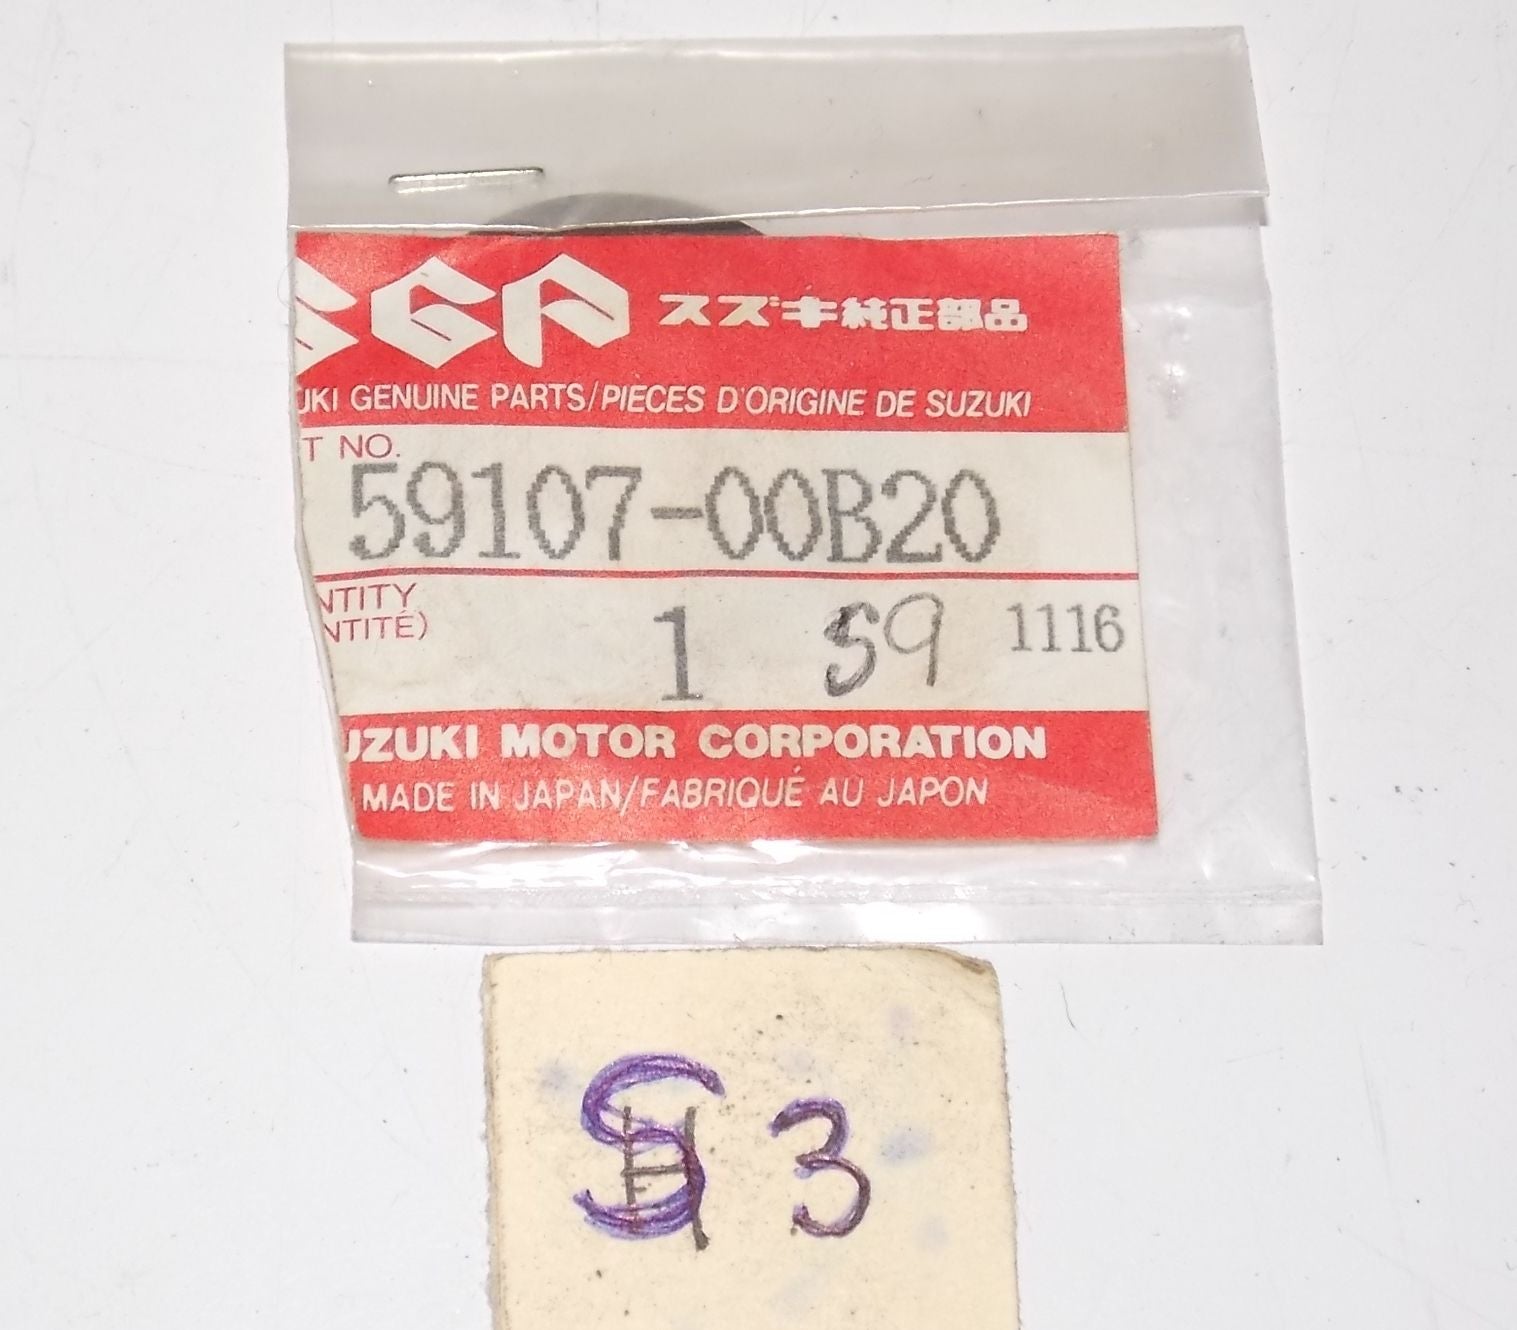 SGP スズキ純正部品
UKI GENUINE PARTS/PIECES D'ORIGINE DE SUZUKI
T NO.
59107-00B20
NTITY
NTITÉ)
1 S9 1116
UZUKI MOTOR CORPORATION
MADE IN JAPAN/FABRIQUÉ AU JAPON
S 3